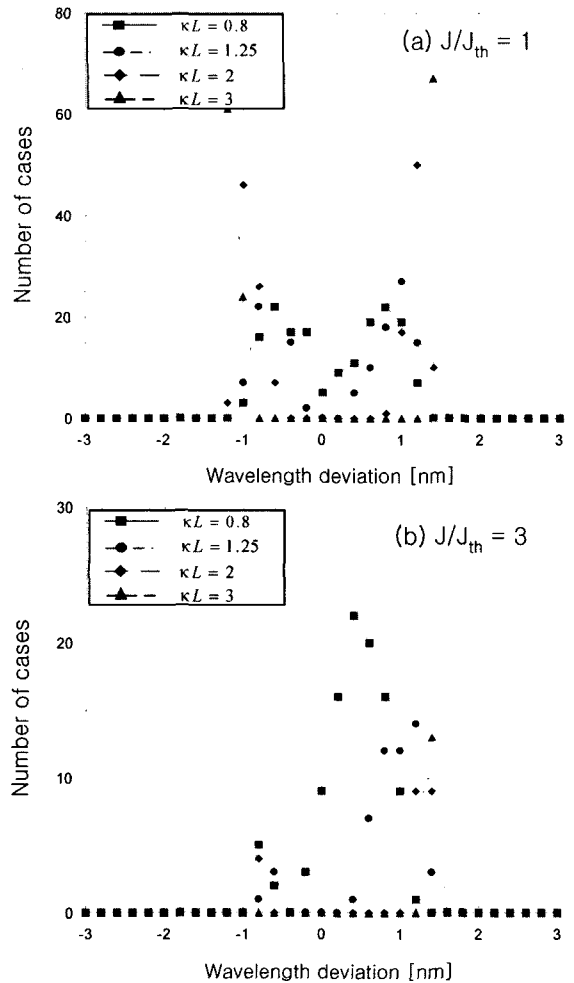 80
60
40
20
0
Number of cases
κL = 0.8
κL = 1.25
κL = 2
κL = 3
(a) J/Jth = 1
-3 -2 -1 0 1 2 3
Wavelength deviation [nm]
30
20
10
0
Number of cases
κL = 0.8
κL = 1.25
κL = 2
κL = 3
(b) J/Jth = 3
-3 -2 -1 0 1 2 3
Wavelength deviation [nm]